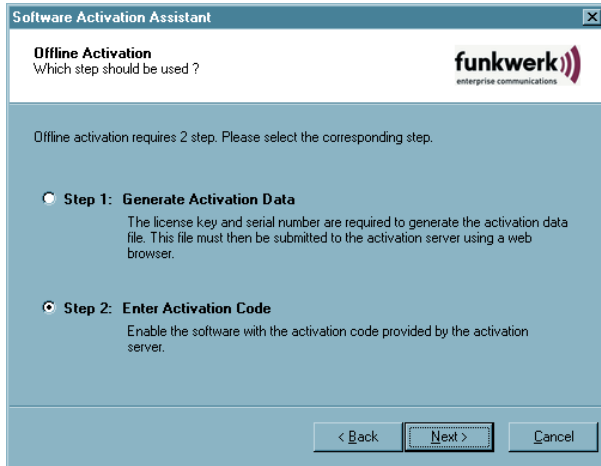 Software Activation Assistant
Offline Activation
Which step should be used ?
funkwerk
enterprise communications
Offline activation requires 2 step. Please select the corresponding step.
Step 1: Generate Activation Data
The license key and serial number are required to generate the activation data
file. This file must then be submitted to the activation server using a web
browser.
Step 2: Enter Activation Code
Enable the software with the activation code provided by the activation
server.
< Back
Next >
Cancel